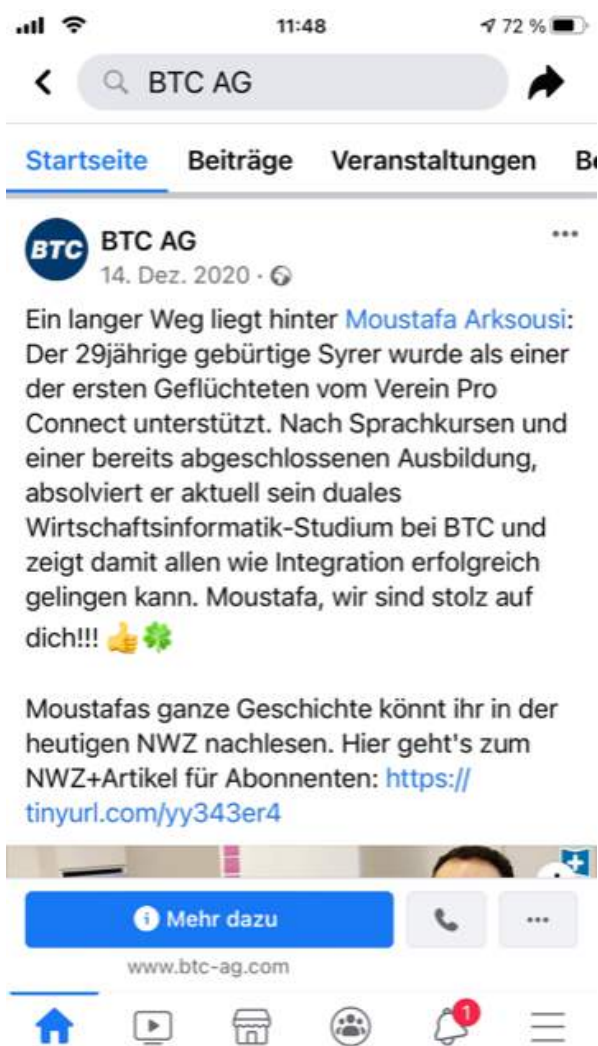 11:48
72 %
BTC AG
Startseite Beiträge Veranstaltungen Be
BTC
BTC AG
14. Dez. 2020 ·
Ein langer Weg liegt hinter Moustafa Arksousi:
Der 29jährige gebürtige Syrer wurde als einer
der ersten Geflüchteten vom Verein Pro
Connect unterstützt. Nach Sprachkursen und
einer bereits abgeschlossenen Ausbildung,
absolviert er aktuell sein duales
Wirtschaftsinformatik-Studium bei BTC und
zeigt damit allen wie Integration erfolgreich
gelingen kann. Moustafa, wir sind stolz auf
dich!!! 👍🍀
Moustafas ganze Geschichte könnt ihr in der
heutigen NWZ nachlesen. Hier geht's zum
NWZ+Artikel für Abonnenten: https://
tinyurl.com/yy343er4
Mehr dazu
www.btc-ag.com
1